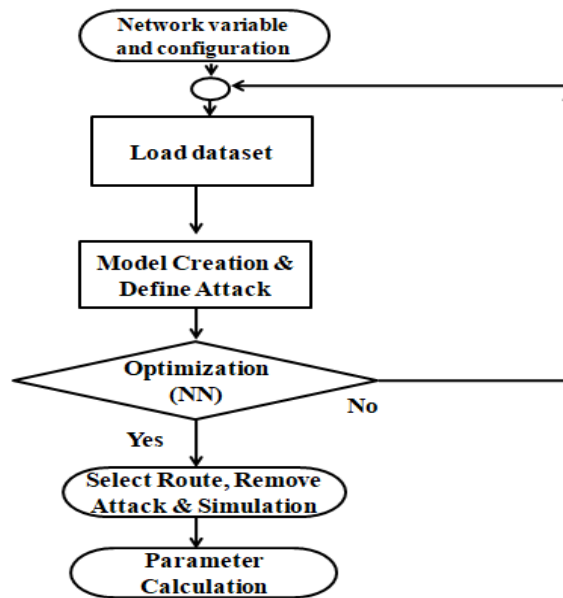 Network variable
and configuration
Load dataset
Model Creation &
Define Attack
Optimization
(NN)
No
Yes
Select Route, Remove
Attack & Simulation
Parameter
Calculation